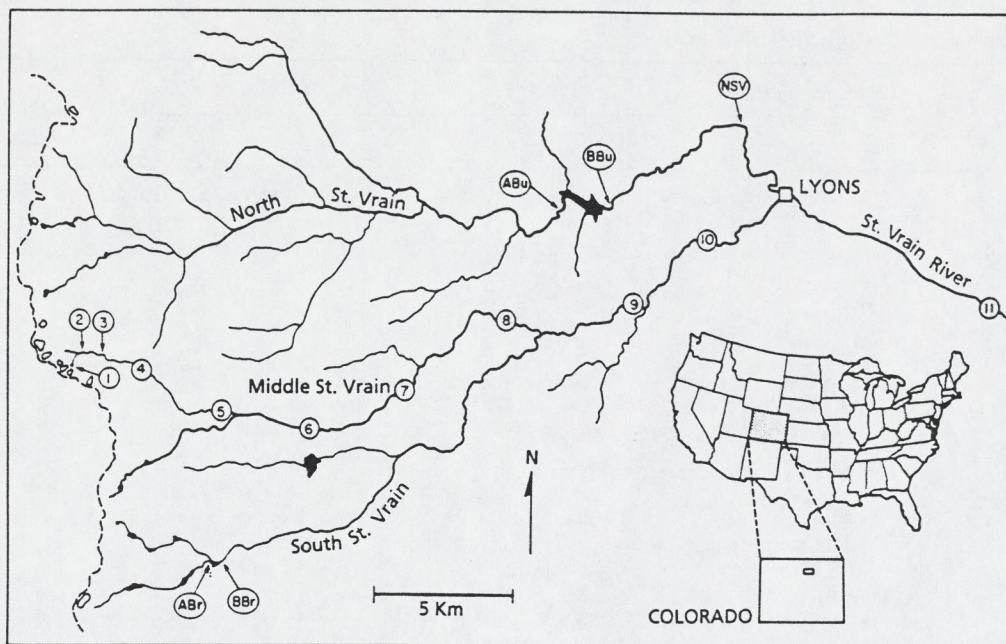 NSV
BBu
ABu
LYONS
North St. Vrain
St. Vrain River
10
11
9
8
2
3
1
4
Middle St. Vrain
7
5
6
N
South St. Vrain
ABr
BBr
5 Km
COLORADO